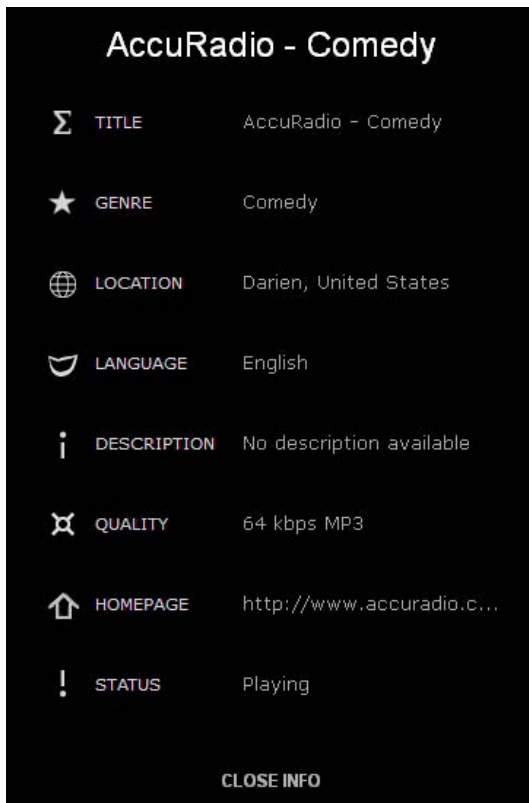 AccuRadio - Comedy
TITLE AccuRadio - Comedy
GENRE Comedy
LOCATION Darien, United States
LANGUAGE English
DESCRIPTION No description available
QUALITY 64 kbps MP3
HOMEPAGE http://www.accuradio.c...
STATUS Playing
CLOSE INFO